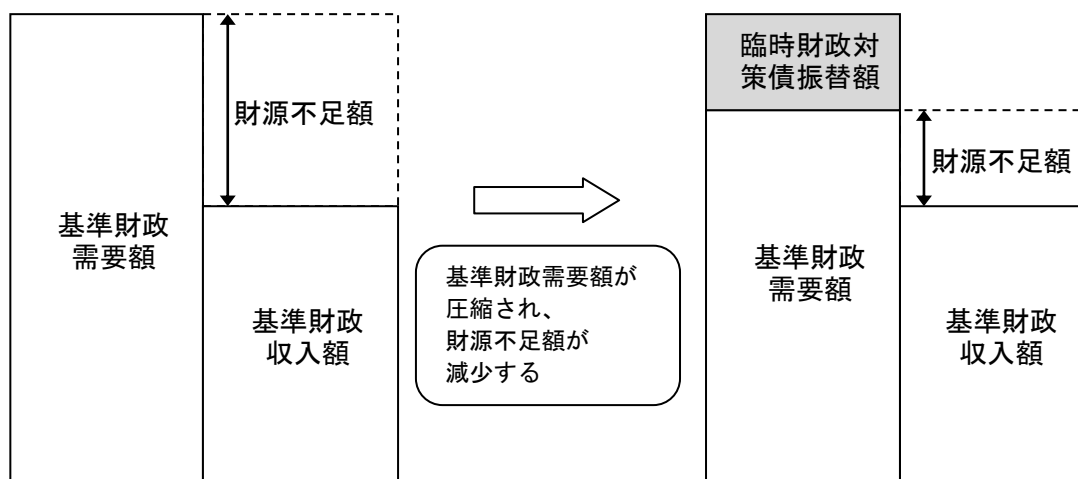 財源不足額
基準財政
需要額
基準財政
収入額
基準財政需要額が
圧縮され、
財源不足額が
減少する
臨時財政対
策債振替額
財源不足額
基準財政
需要額
基準財政
収入額